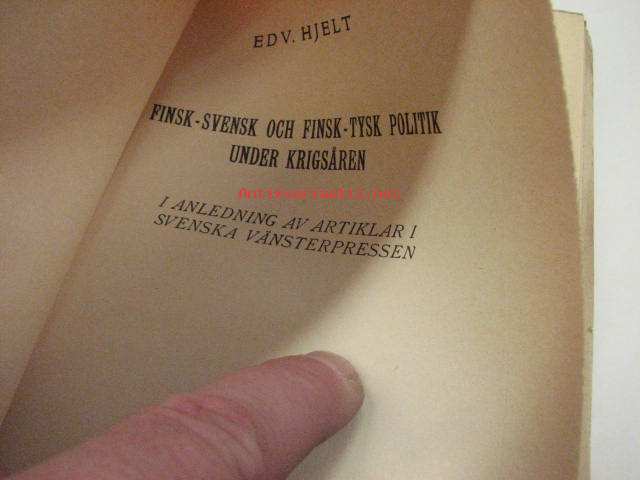 EDV. HJELT
FINSK-SVENSK OCH FINSK-TYSK POLITIK
UNDER KRIGSÅREN
I ANLEDNING AV ARTIKLAR I
SVENSKA VÄNSTERPRESSEN